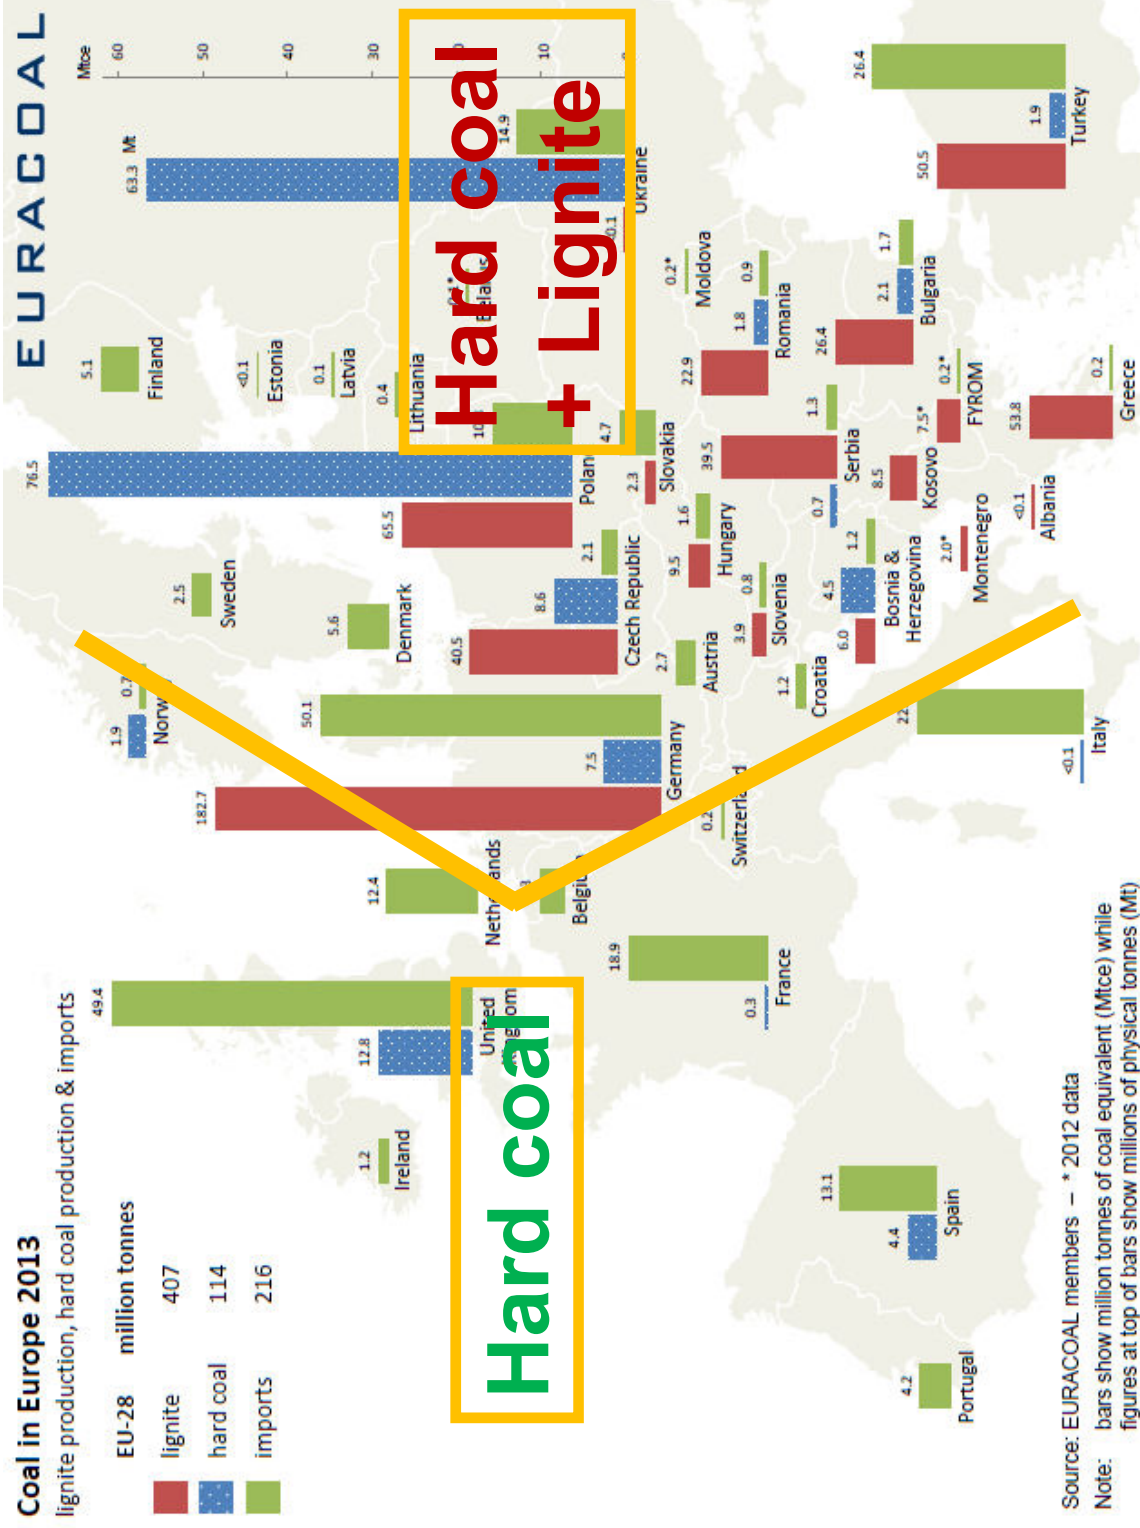 Coal in Europe 2013
lignite production, hard coal production & imports
EURACOAL
EU-28 million tonnes
lignite 407
hard coal 114
imports 216
Mtce
60
50
40
30
10
Mt
Hard coal
+ Lignite
Hard coal
5.1
Finland
<0.1
Estonia
0.1
Latvia
0.4
Lithuania
63.3
14.9
Ukraine
1.9
Norway
2.5
Sweden
5.6
Denmark
76.5
65.5
Poland
49.4
12.8
United
Kingdom
1.2
Ireland
12.4
Netherlands
Belgium
182.7
7.5
50.1
Germany
40.5
8.6
2.1
Czech Republic
2.3
4.7
Slovakia
0.2*
Moldova
0.3
18.9
France
0.2
Switzerland
2.7
Austria
9.5
1.6
Hungary
22.9
1.8
0.9
Romania
3.9
0.8
Slovenia
1.2
Croatia
39.5
0.7
1.3
Serbia
6.0
4.5
1.2
Bosnia &
Herzegovina
8.5
Kosovo
26.4
2.1
1.7
Bulgaria
7.5*
0.2*
FYROM
2.0*
Montenegro
<0.1
Albania
53.8
0.2
Greece
50.5
1.9
26.4
Turkey
<0.1
Italy
4.4
13.1
Spain
4.2
Portugal
Source: EURACOAL members – * 2012 data
Note: bars show million tonnes of coal equivalent (Mtce) while
figures at top of bars show millions of physical tonnes (Mt)